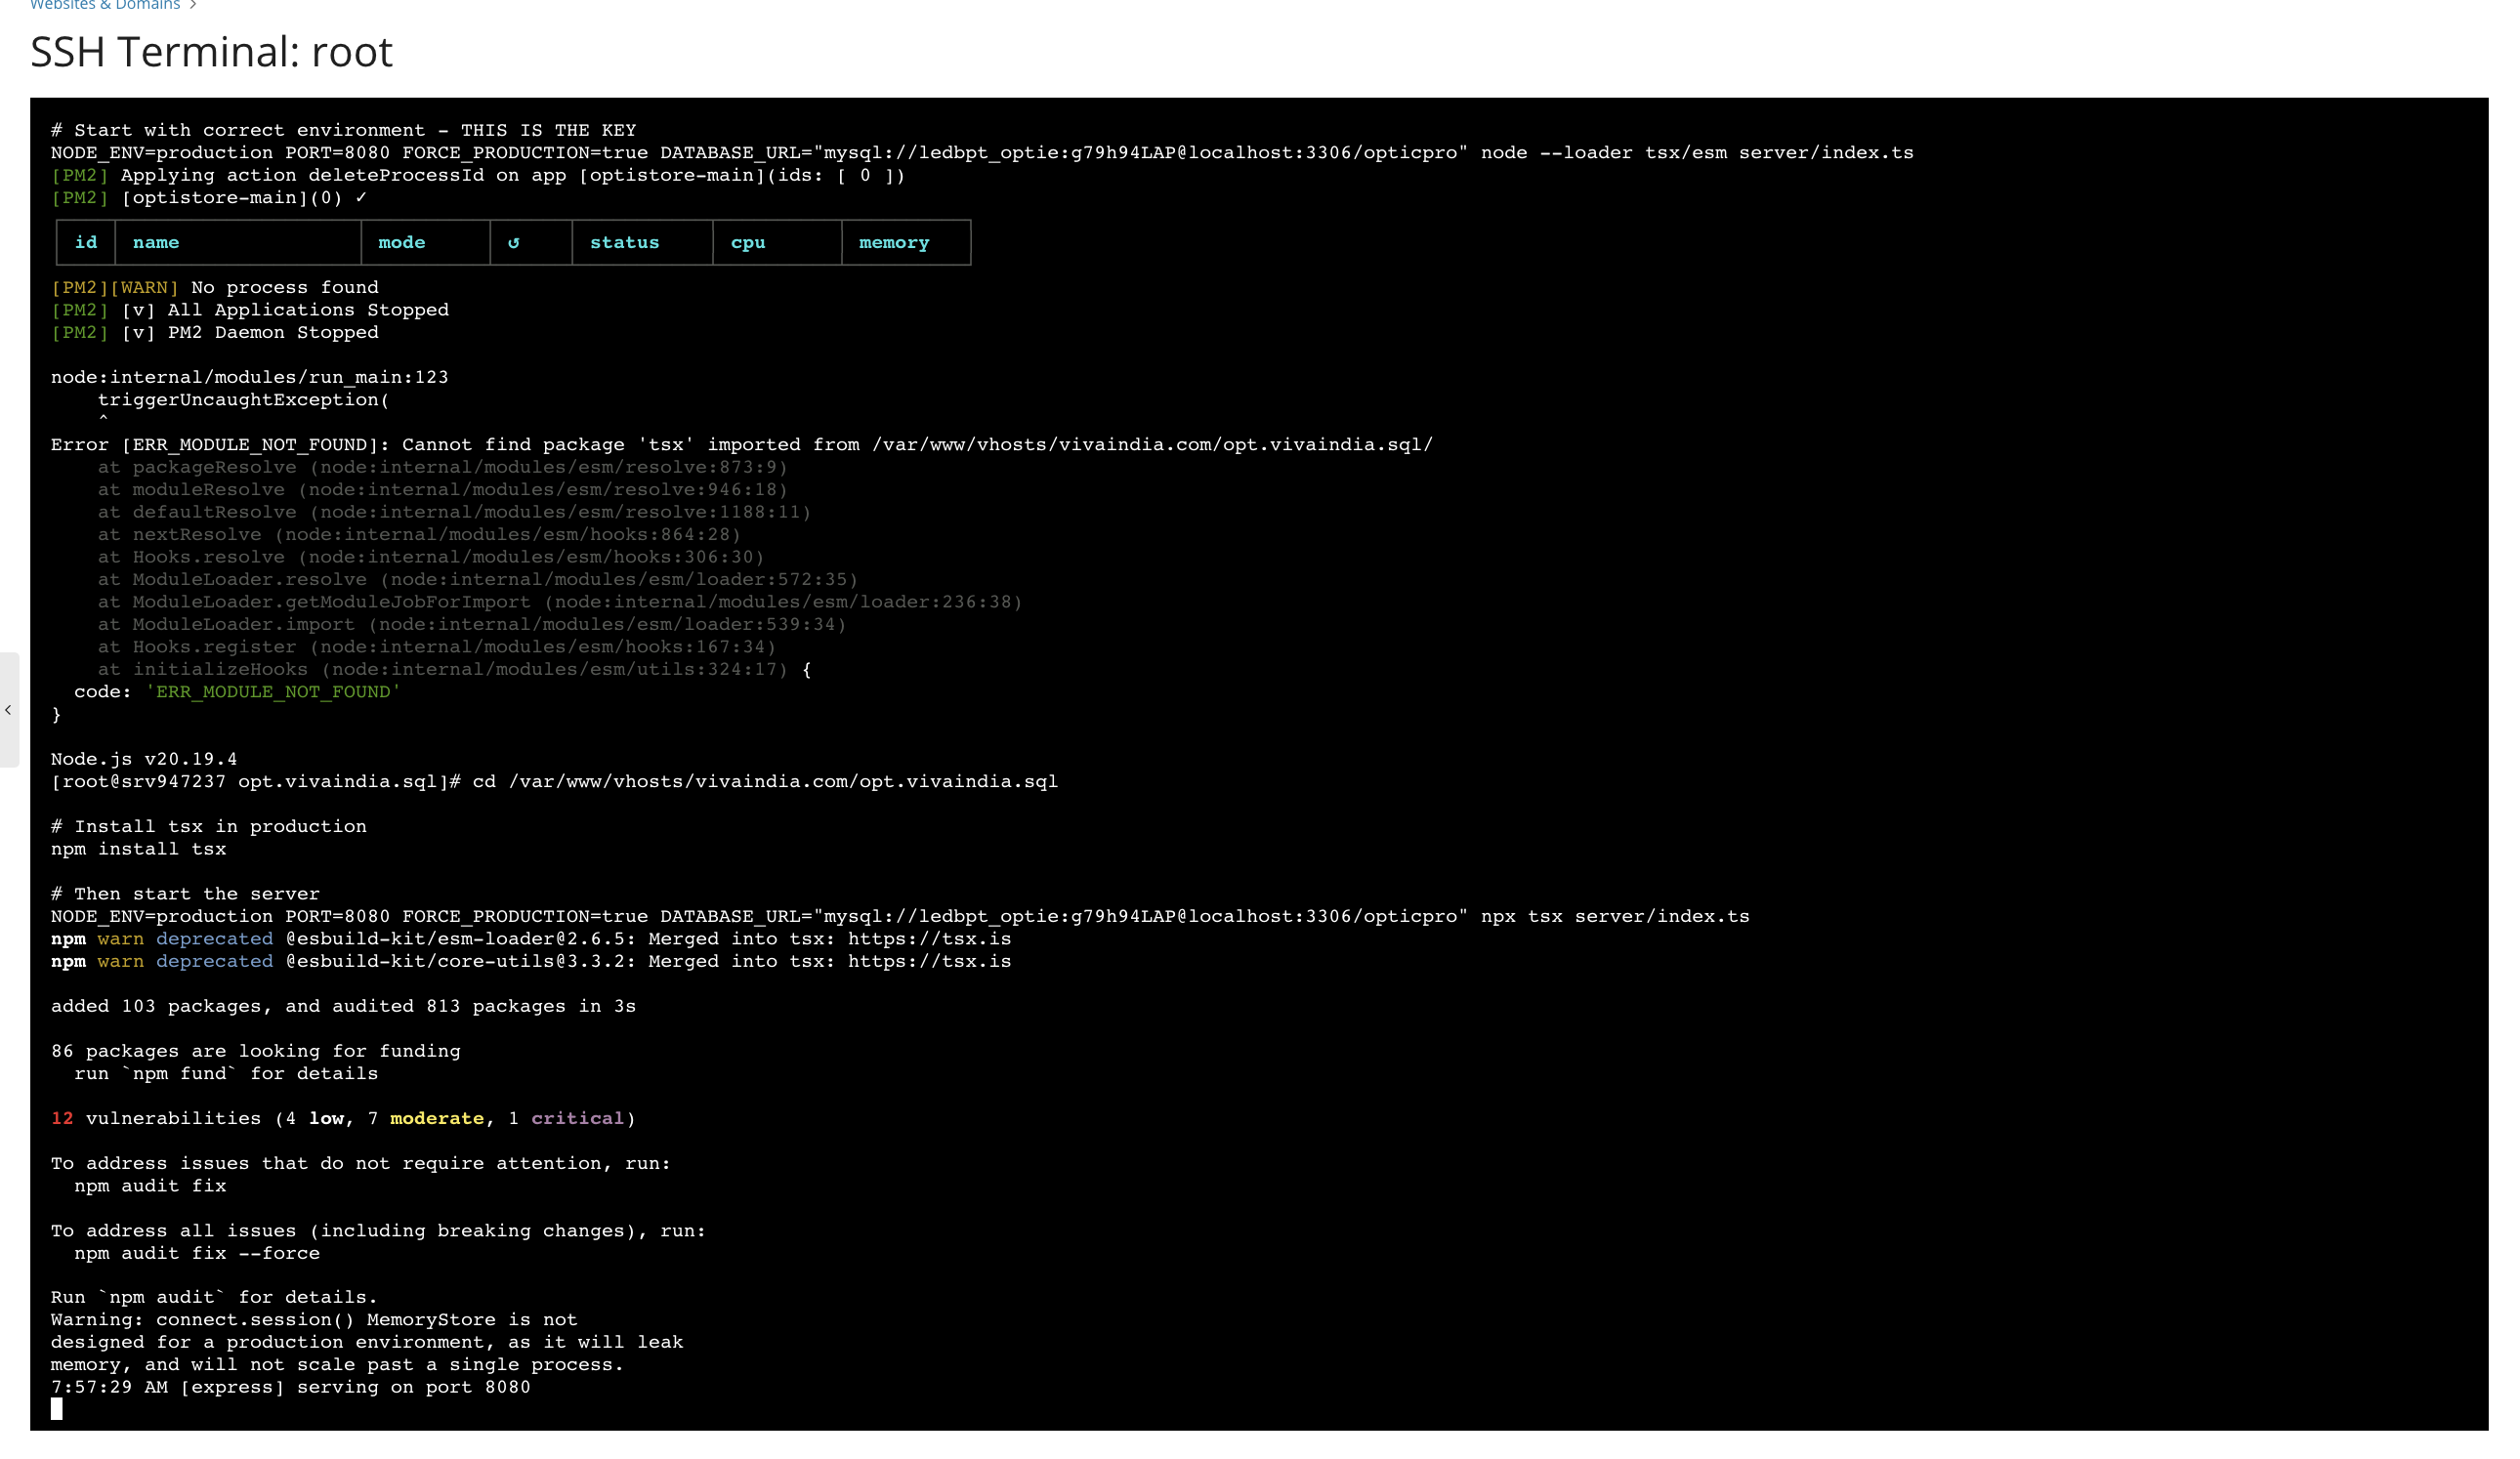 Websites & Domains >
SSH Terminal: root
# Start with correct environment - THIS IS THE KEY
NODE_ENV=production PORT=8080 FORCE_PRODUCTION=true DATABASE_URL="mysql://ledbpt_optie:g79h94LAP@localhost:3306/opticpro" node --loader tsx/esm server/index.ts
[PM2] Applying action deleteProcessId on app [optistore-main](ids: [ 0 ])
[PM2] [optistore-main](0) ✓
id name mode ↺ status cpu memory
[PM2][WARN] No process found
[PM2] [v] All Applications Stopped
[PM2] [v] PM2 Daemon Stopped
node:internal/modules/run_main:123
    triggerUncaughtException(
    ^
Error [ERR_MODULE_NOT_FOUND]: Cannot find package 'tsx' imported from /var/www/vhosts/vivaindia.com/opt.vivaindia.sql/
    at packageResolve (node:internal/modules/esm/resolve:873:9)
    at moduleResolve (node:internal/modules/esm/resolve:946:18)
    at defaultResolve (node:internal/modules/esm/resolve:1188:11)
    at nextResolve (node:internal/modules/esm/hooks:864:28)
    at Hooks.resolve (node:internal/modules/esm/hooks:306:30)
    at ModuleLoader.resolve (node:internal/modules/esm/loader:572:35)
    at ModuleLoader.getModuleJobForImport (node:internal/modules/esm/loader:236:38)
    at ModuleLoader.import (node:internal/modules/esm/loader:539:34)
    at Hooks.register (node:internal/modules/esm/hooks:167:34)
    at initializeHooks (node:internal/modules/esm/utils:324:17) {
  code: 'ERR_MODULE_NOT_FOUND'
}
Node.js v20.19.4
[root@srv947237 opt.vivaindia.sql]# cd /var/www/vhosts/vivaindia.com/opt.vivaindia.sql
# Install tsx in production
npm install tsx
# Then start the server
NODE_ENV=production PORT=8080 FORCE_PRODUCTION=true DATABASE_URL="mysql://ledbpt_optie:g79h94LAP@localhost:3306/opticpro" npx tsx server/index.ts
npm warn deprecated @esbuild-kit/esm-loader@2.6.5: Merged into tsx: https://tsx.is
npm warn deprecated @esbuild-kit/core-utils@3.3.2: Merged into tsx: https://tsx.is
added 103 packages, and audited 813 packages in 3s
86 packages are looking for funding
  run `npm fund` for details
12 vulnerabilities (4 low, 7 moderate, 1 critical)
To address issues that do not require attention, run:
  npm audit fix
To address all issues (including breaking changes), run:
  npm audit fix --force
Run `npm audit` for details.
Warning: connect.session() MemoryStore is not
designed for a production environment, as it will leak
memory, and will not scale past a single process.
7:57:29 AM [express] serving on port 8080